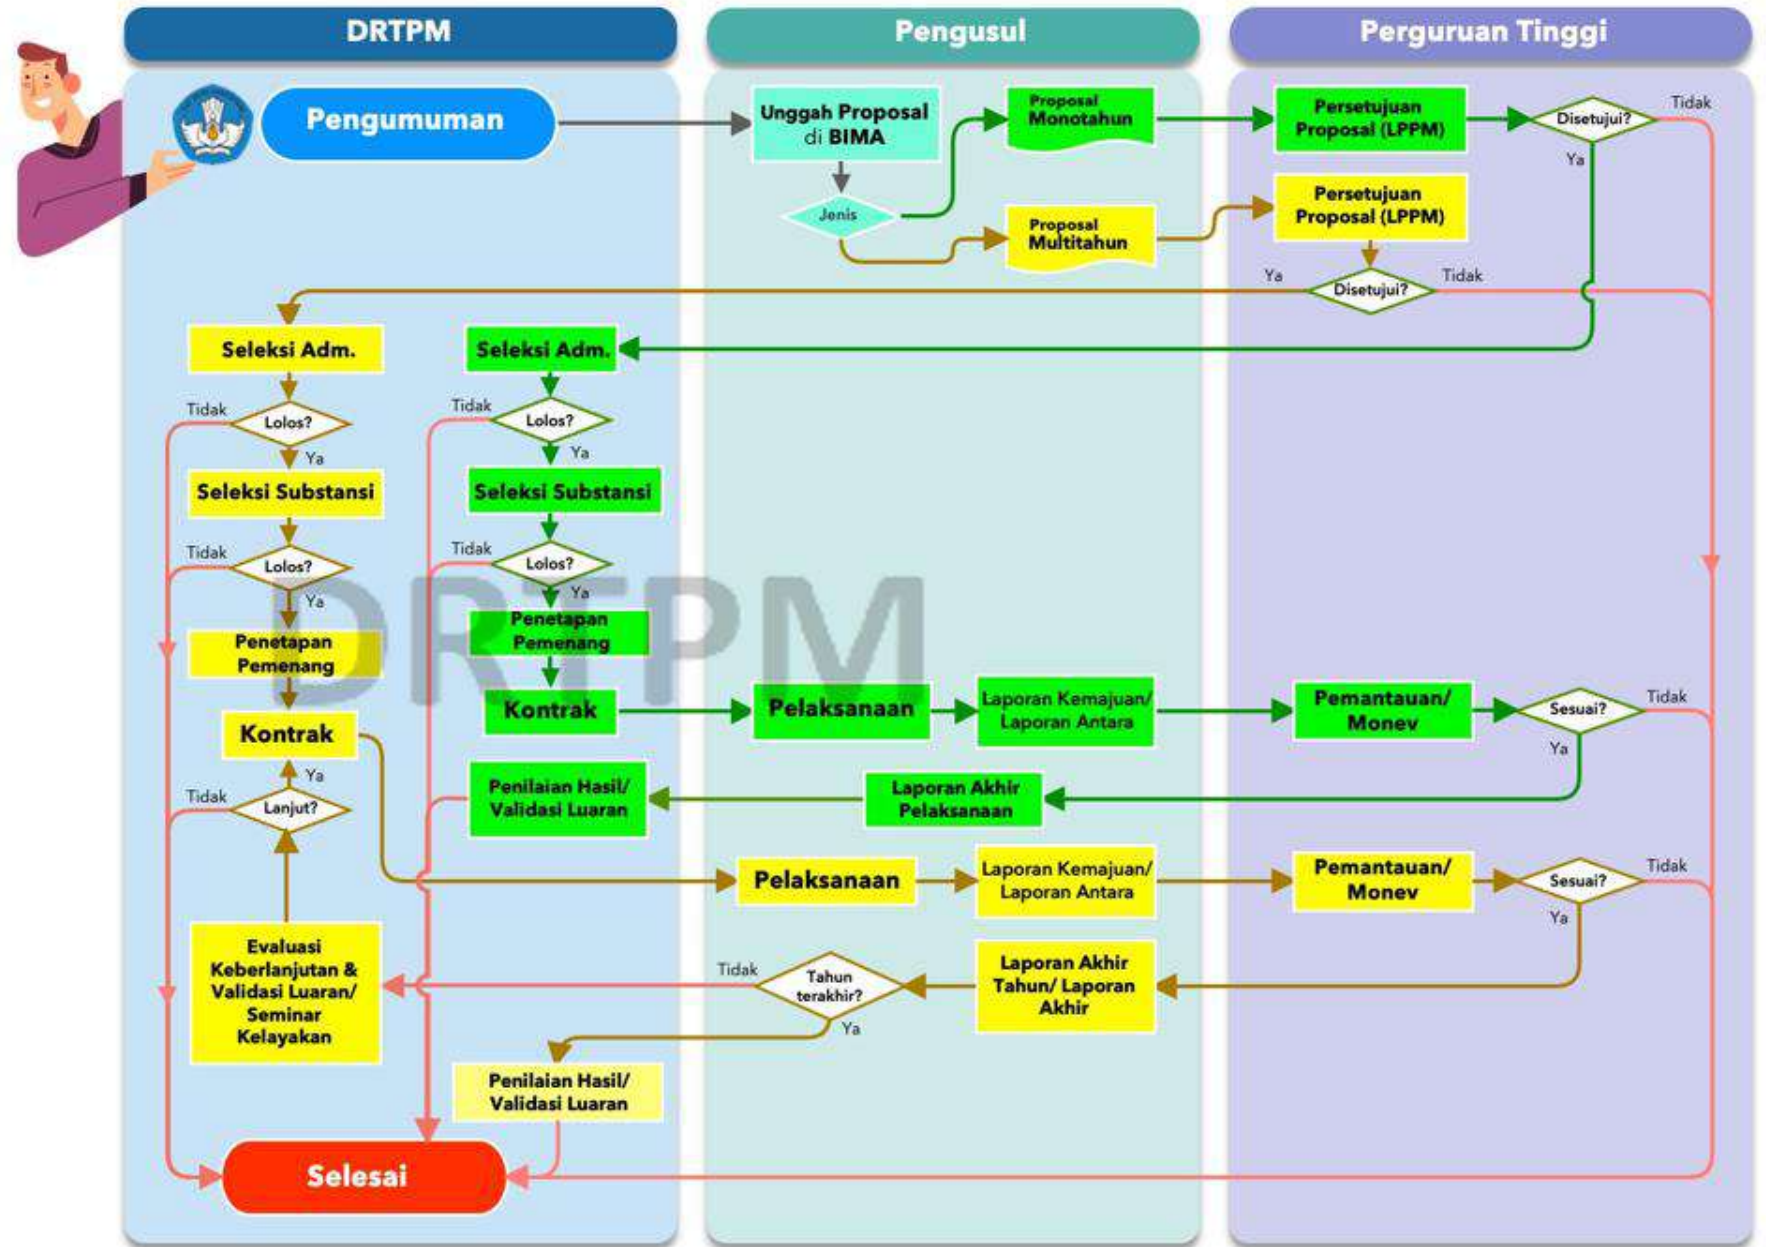 DRTPM
Pengusul
Perguruan Tinggi
Pengumuman
Unggah Proposal
di BIMA
Jenis
Proposal
Monotahun
Proposal
Multitahun
Persetujuan
Proposal (LPPM)
Disetujui?
Tidak
Ya
Persetujuan
Proposal (LPPM)
Disetujui?
Ya
Tidak
Seleksi Adm.
Lolos?
Tidak
Ya
Seleksi Substansi
Lolos?
Tidak
Ya
Penetapan
Pemenang
Kontrak
Ya
Lanjut?
Tidak
Evaluasi
Keberlanjutan &
Validasi Luaran/
Seminar
Kelayakan
Seleksi Adm.
Lolos?
Tidak
Ya
Seleksi Substansi
Lolos?
Tidak
Ya
Penetapan
Pemenang
Kontrak
DRTPM
Pelaksanaan
Laporan Kemajuan/
Laporan Antara
Pemantauan/
Monev
Sesuai?
Tidak
Ya
Laporan Akhir
Pelaksanaan
Penilaian Hasil/
Validasi Luaran
Pelaksanaan
Laporan Kemajuan/
Laporan Antara
Pemantauan/
Monev
Sesuai?
Tidak
Ya
Laporan Akhir
Tahun/ Laporan
Akhir
Tahun
terakhir?
Tidak
Ya
Penilaian Hasil/
Validasi Luaran
Selesai